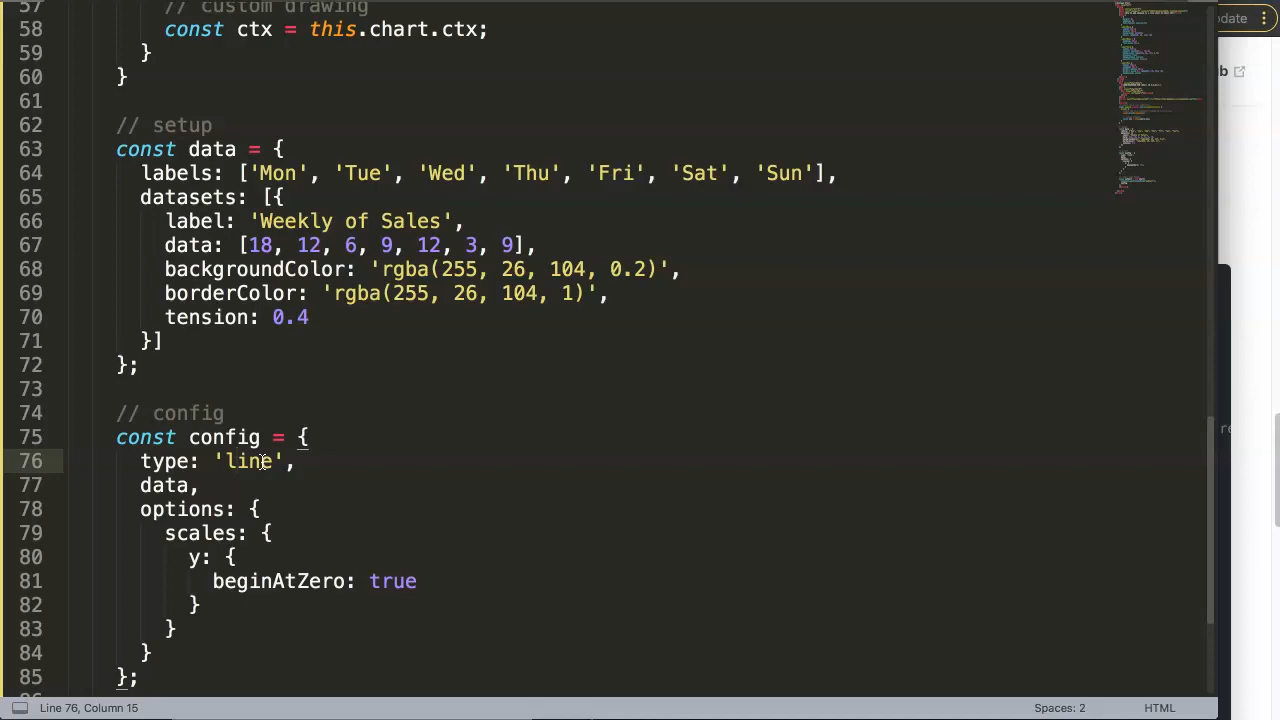 57 // custom drawing
58 const ctx = this.chart.ctx;
59 }
60 }
61
62 // setup
63 const data = {
64 labels: ['Mon', 'Tue', 'Wed', 'Thu', 'Fri', 'Sat', 'Sun'],
65 datasets: [{
66 label: 'Weekly of Sales',
67 data: [18, 12, 6, 9, 12, 3, 9],
68 backgroundColor: 'rgba(255, 26, 104, 0.2)',
69 borderColor: 'rgba(255, 26, 104, 1)',
70 tension: 0.4
71 }]
72 };
73
74 // config
75 const config = {
76 type: 'line',
77 data,
78 options: {
79 scales: {
80 y: {
81 beginAtZero: true
82 }
83 }
84 }
85 };
Line 76, Column 15 Spaces: 2 HTML